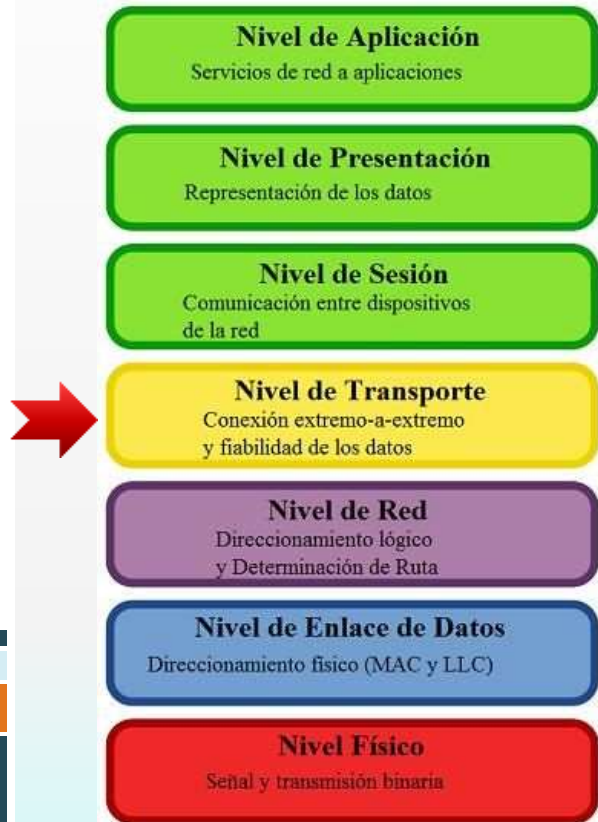 Nivel de Aplicación
Servicios de red a aplicaciones
Nivel de Presentación
Representación de los datos
Nivel de Sesión
Comunicación entre dispositivos
de la red
Nivel de Transporte
Conexión extremo-a-extremo
y fiabilidad de los datos
Nivel de Red
Direccionamiento lógico
y Determinación de Ruta
Nivel de Enlace de Datos
Direccionamiento físico (MAC y LLC)
Nivel Físico
Señal y transmisión binaria